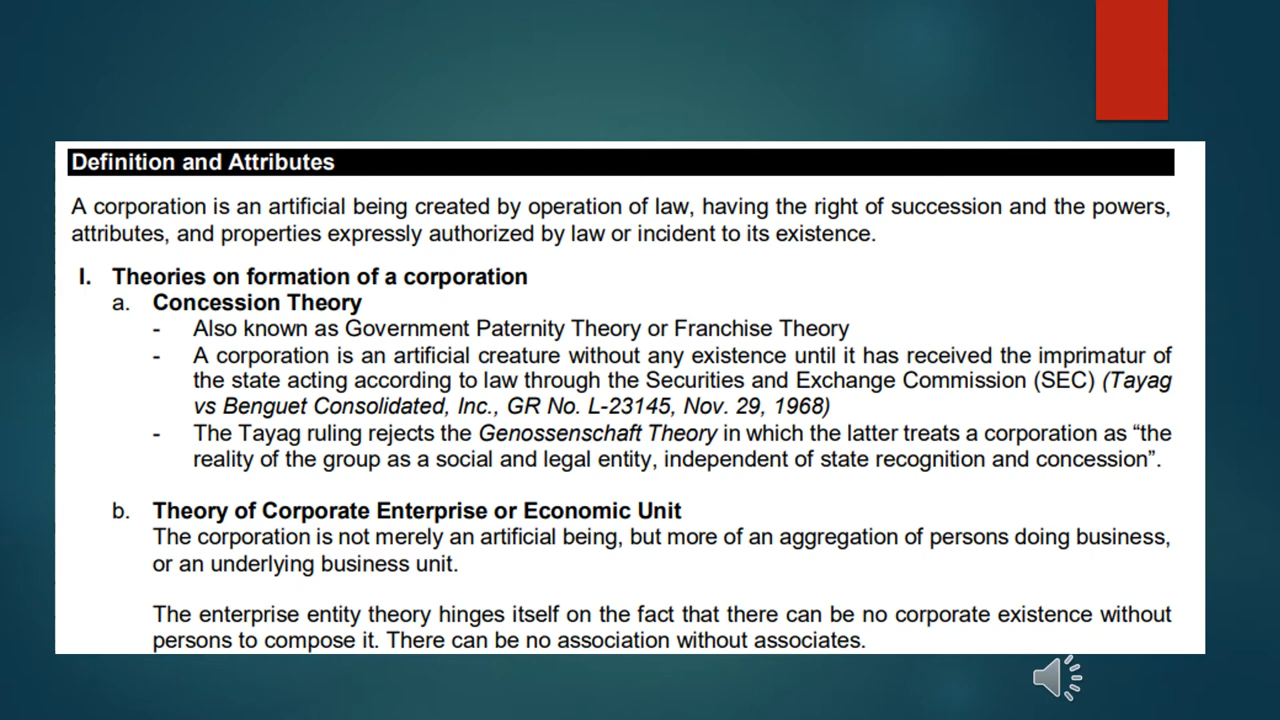 Definition and Attributes
A corporation is an artificial being created by operation of law, having the right of succession and the powers,
attributes, and properties expressly authorized by law or incident to its existence.
I. Theories on formation of a corporation
a. Concession Theory
- Also known as Government Paternity Theory or Franchise Theory
- A corporation is an artificial creature without any existence until it has received the imprimatur of
the state acting according to law through the Securities and Exchange Commission (SEC) (Tayag
vs Benguet Consolidated, Inc., GR No. L-23145, Nov. 29, 1968)
- The Tayag ruling rejects the Genossenschaft Theory in which the latter treats a corporation as “the
reality of the group as a social and legal entity, independent of state recognition and concession”.
b. Theory of Corporate Enterprise or Economic Unit
The corporation is not merely an artificial being, but more of an aggregation of persons doing business,
or an underlying business unit.
The enterprise entity theory hinges itself on the fact that there can be no corporate existence without
persons to compose it. There can be no association without associates.